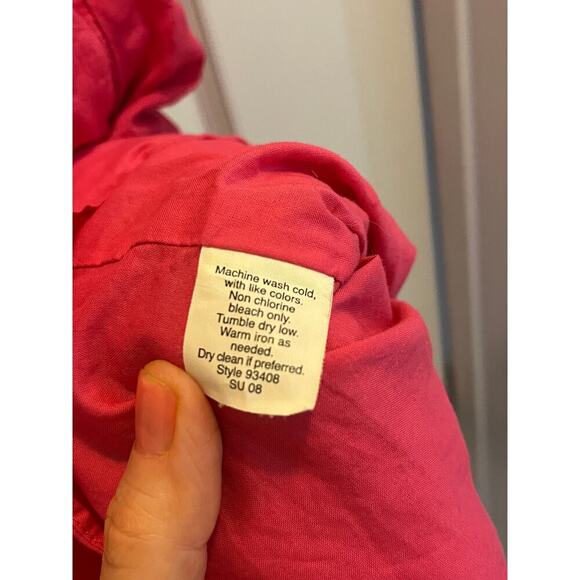 Machine wash cold,
with like colors.
Non chlorine
bleach only.
Tumble dry low.
Warm iron as
needed.
Dry clean if preferred.
Style 93408
SU 08